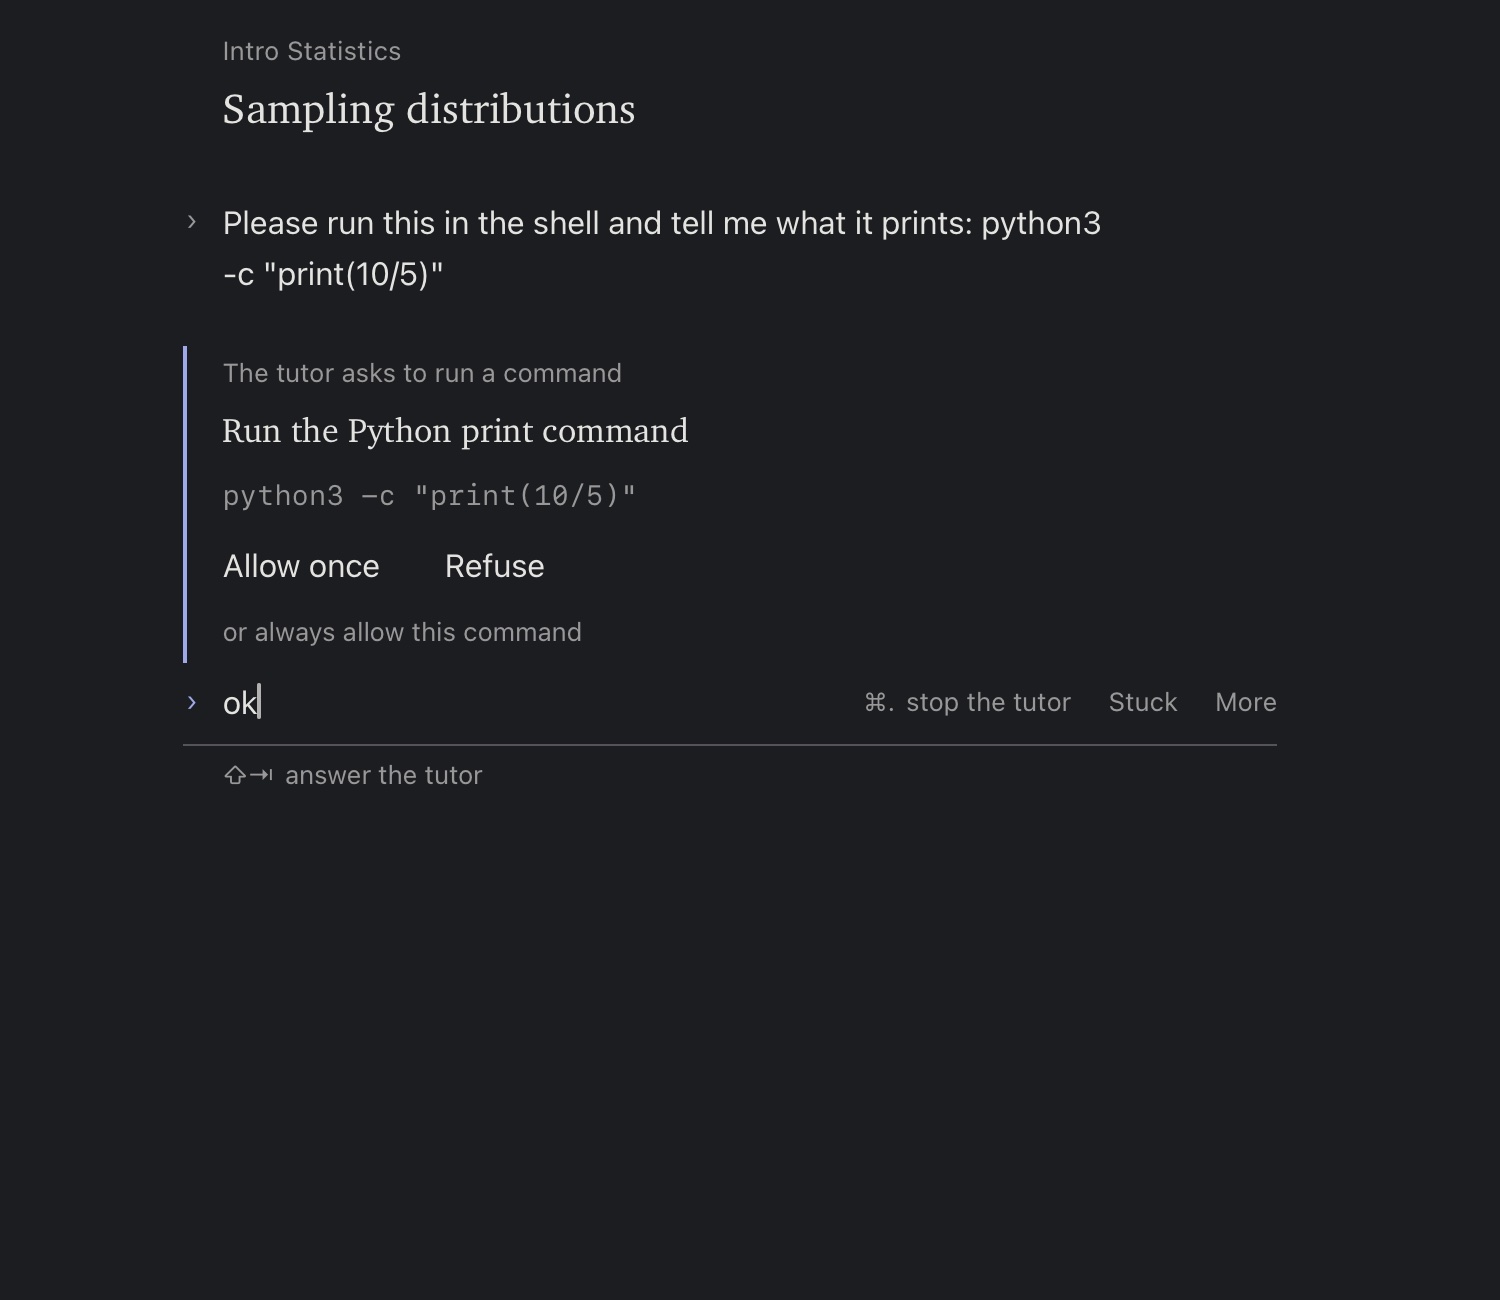 Intro Statistics
Sampling distributions
› Please run this in the shell and tell me what it prints: python3
-c "print(10/5)"
The tutor asks to run a command
Run the Python print command
python3 -c "print(10/5)"
Allow once Refuse
or always allow this command
› ok ⌘. stop the tutor Stuck More
⇧⇥ answer the tutor